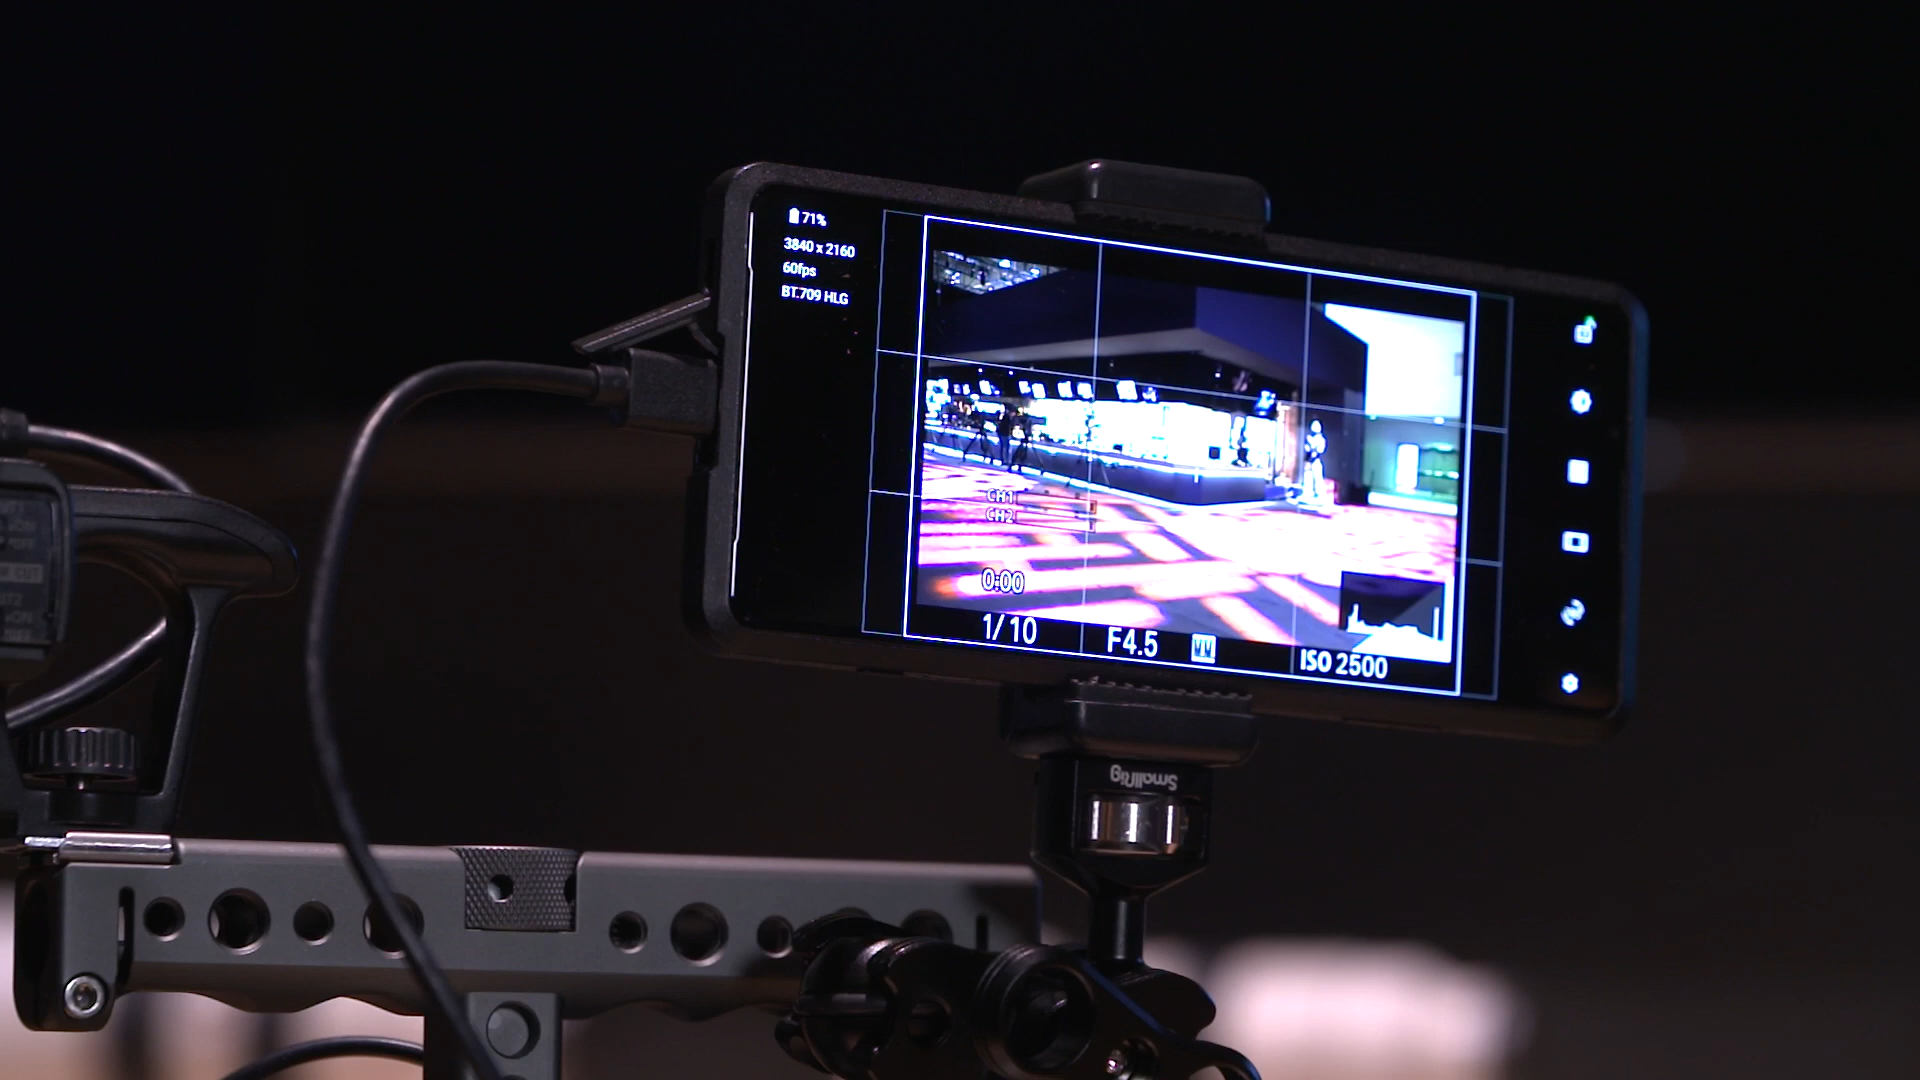 71%
3840 x 2160
60fps
BT.709 HLG
CH1
CH2
0:00
1/10
F4.5
ISO 2500
SmallRig